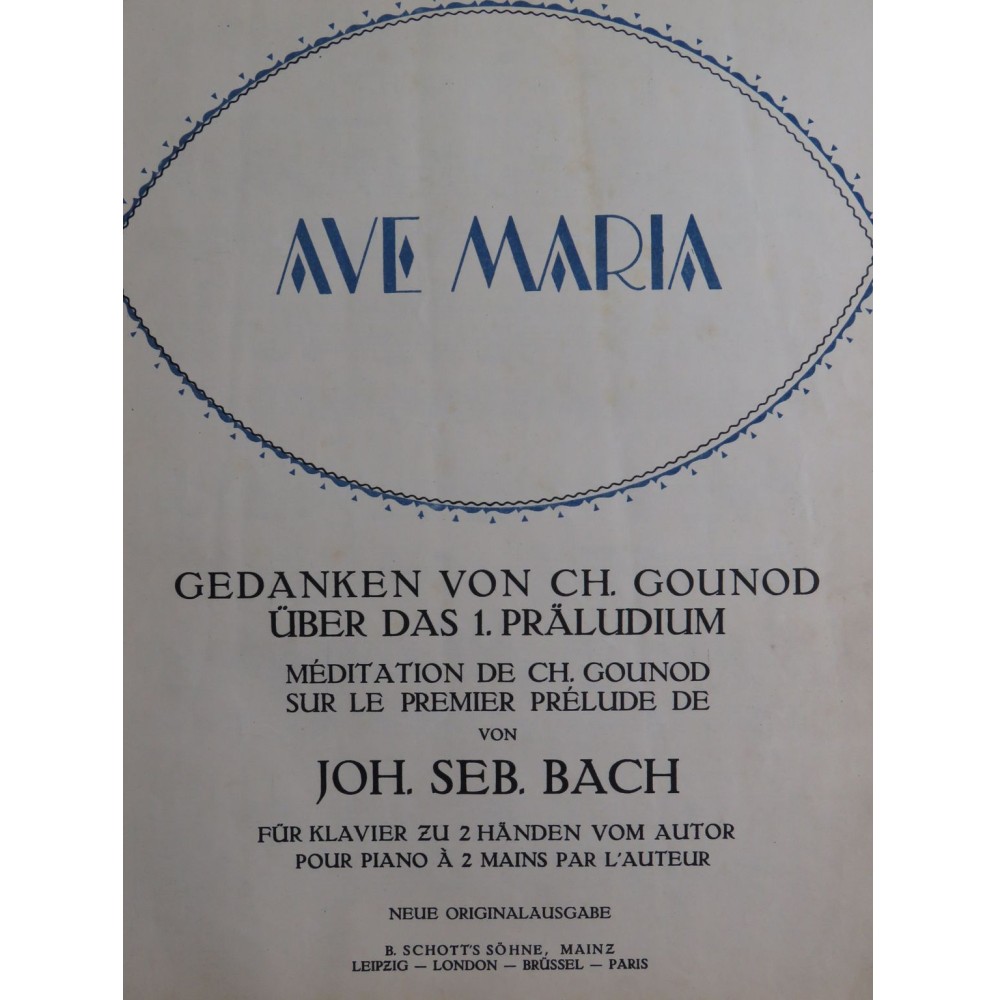 AVE MARIA
GEDANKEN VON CH. GOUNOD
ÜBER DAS 1. PRÄLUDIUM
MÉDITATION DE CH. GOUNOD
SUR LE PREMIER PRÉLUDE DE
VON
JOH. SEB. BACH
FÜR KLAVIER ZU 2 HÄNDEN VOM AUTOR
POUR PIANO À 2 MAINS PAR L'AUTEUR
NEUE ORIGINALAUSGABE
B. SCHOTT'S SÖHNE, MAINZ
LEIPZIG — LONDON — BRÜSSEL — PARIS